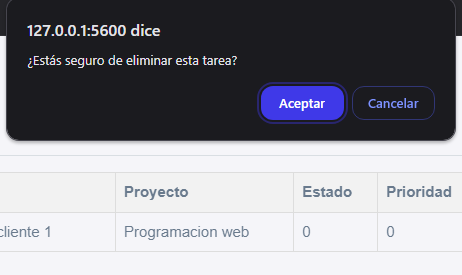 127.0.0.1:5600 dice
¿Estás seguro de eliminar esta tarea?
Aceptar Cancelar
Proyecto Estado Prioridad
cliente 1 Programacion web 0 0